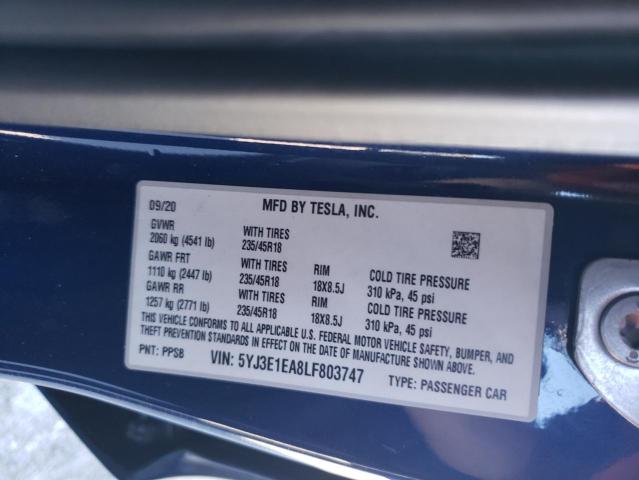 09/20 MFD BY TESLA, INC.
GVWR
2060 kg (4541 lb) WITH TIRES 235/45R18
GAWR FRT
1110 kg (2447 lb) WITH TIRES 235/45R18 RIM 18X8.5J COLD TIRE PRESSURE 310 kPa, 45 psi
GAWR RR
1257 kg (2771 lb) WITH TIRES 235/45R18 RIM 18X8.5J COLD TIRE PRESSURE 310 kPa, 45 psi
THIS VEHICLE CONFORMS TO ALL APPLICABLE U.S. FEDERAL MOTOR VEHICLE SAFETY, BUMPER, AND
THEFT PREVENTION STANDARDS IN EFFECT ON THE DATE OF MANUFACTURE SHOWN ABOVE.
PNT: PPSB VIN: 5YJ3E1EA8LF803747 TYPE: PASSENGER CAR